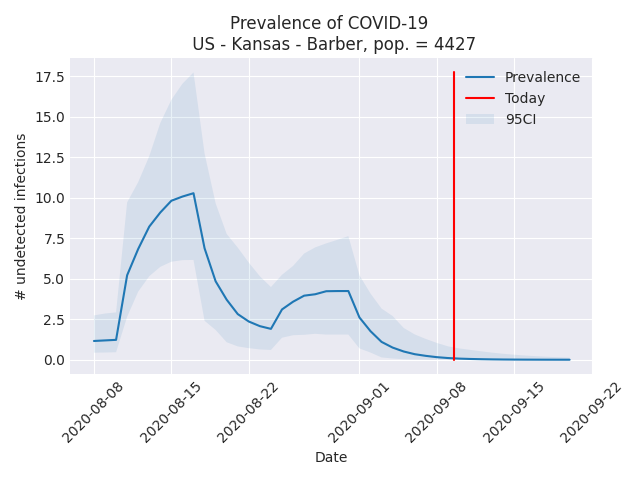 Prevalence of COVID-19
US - Kansas - Barber, pop. = 4427
17.5
15.0
12.5
10.0
7.5
5.0
2.5
0.0
# undetected infections
Prevalence
Today
95CI
2020-08-08
2020-08-15
2020-08-22
2020-09-01
2020-09-08
2020-09-15
2020-09-22
Date